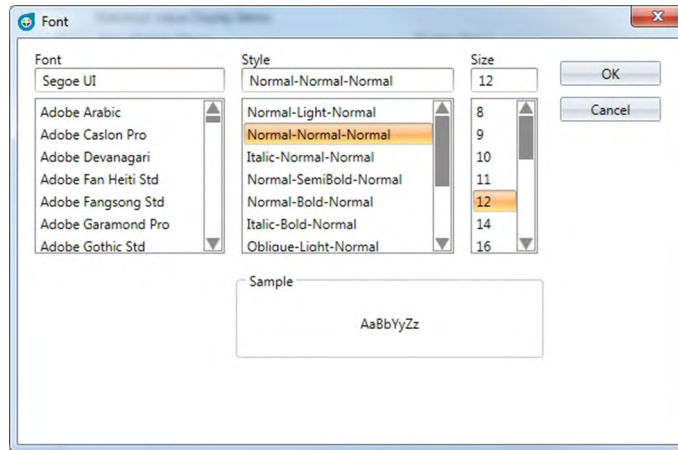 Font
Font
Style
Size
Segoe UI
Normal-Normal-Normal
12
OK
Cancel
Adobe Arabic
Adobe Caslon Pro
Adobe Devanagari
Adobe Fan Heiti Std
Adobe Fangsong Std
Adobe Garamond Pro
Adobe Gothic Std
Normal-Light-Normal
Normal-Normal-Normal
Italic-Normal-Normal
Normal-SemiBold-Normal
Normal-Bold-Normal
Italic-Bold-Normal
Oblique-Light-Normal
8
9
10
11
12
14
16
Sample
AaBbYyZz